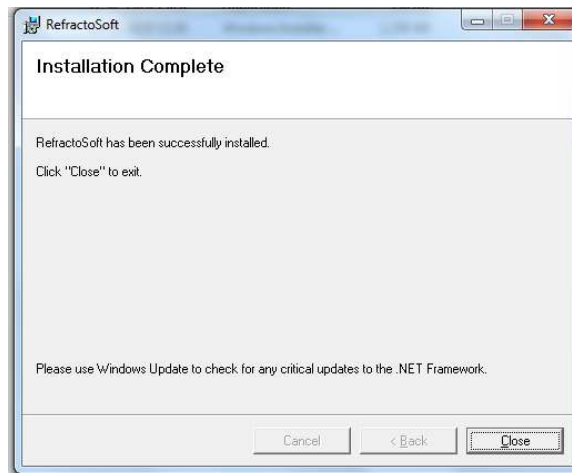 RefractoSoft
Installation Complete
RefractoSoft has been successfully installed.
Click "Close" to exit.
Please use Windows Update to check for any critical updates to the .NET Framework.
Cancel
< Back
Close